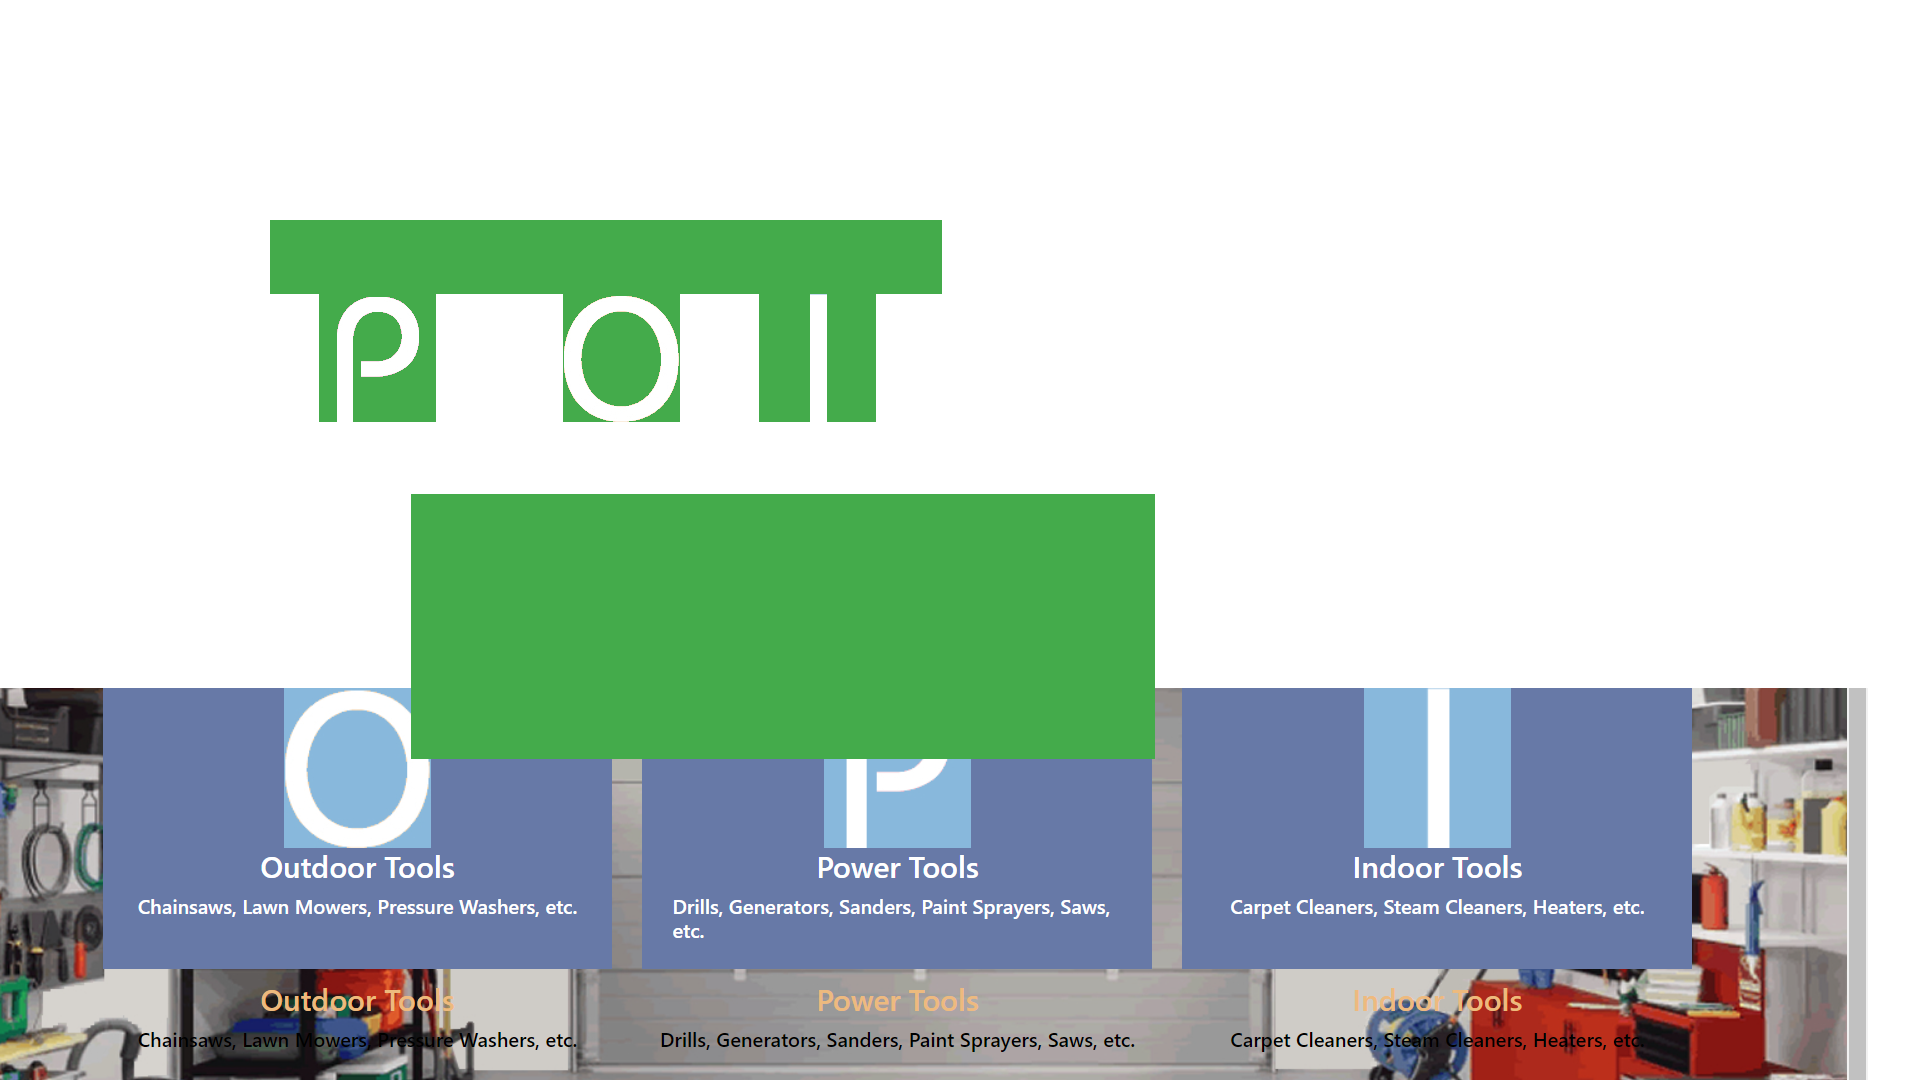 P O I
O P I
Outdoor Tools Power Tools Indoor Tools
Chainsaws, Lawn Mowers, Pressure Washers, etc.
Drills, Generators, Sanders, Paint Sprayers, Saws,
etc.
Carpet Cleaners, Steam Cleaners, Heaters, etc.
Outdoor Tools Power Tools Indoor Tools
Chainsaws, Lawn Mowers, Pressure Washers, etc.
Drills, Generators, Sanders, Paint Sprayers, Saws, etc.
Carpet Cleaners, Steam Cleaners, Heaters, etc.